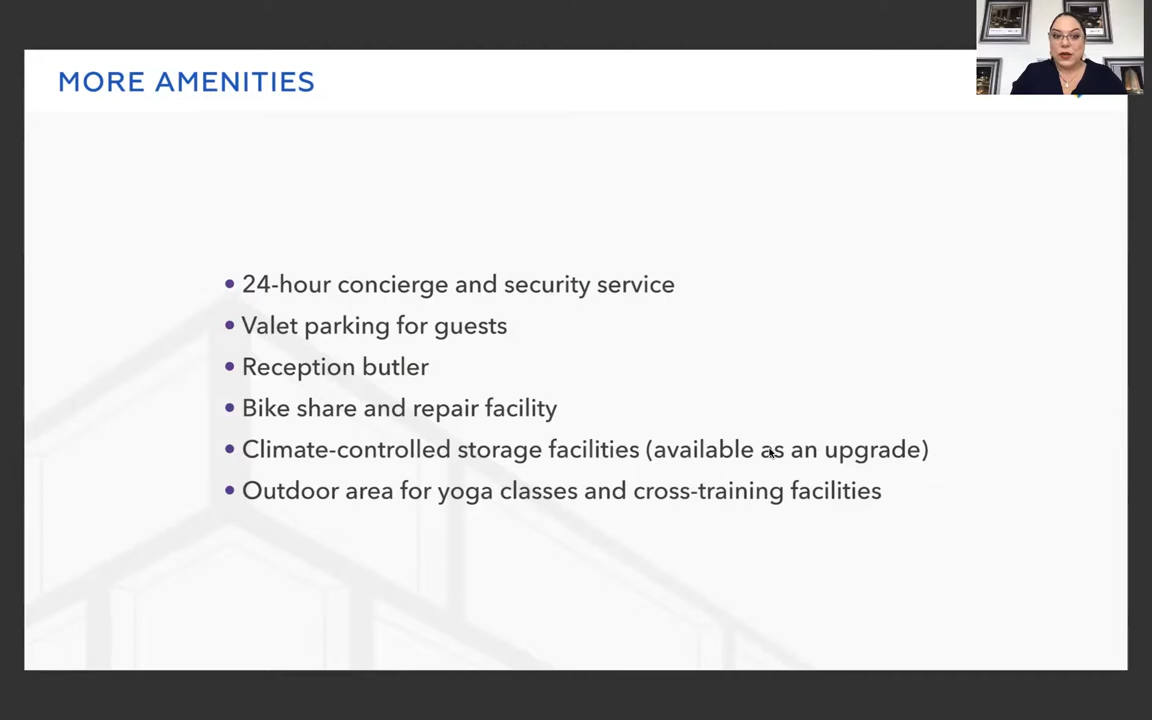 MORE AMENITIES
• 24-hour concierge and security service
• Valet parking for guests
• Reception butler
• Bike share and repair facility
• Climate-controlled storage facilities (available as an upgrade)
• Outdoor area for yoga classes and cross-training facilities